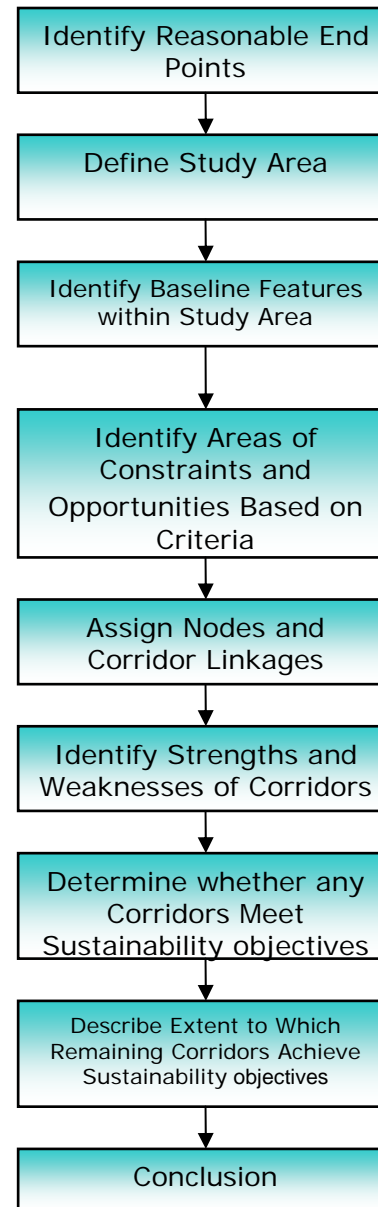 Identify Reasonable End
Points
Define Study Area
Identify Baseline Features
within Study Area
Identify Areas of
Constraints and
Opportunities Based on
Criteria
Assign Nodes and
Corridor Linkages
Identify Strengths and
Weaknesses of Corridors
Determine whether any
Corridors Meet
Sustainability objectives
Describe Extent to Which
Remaining Corridors Achieve
Sustainability objectives
Conclusion